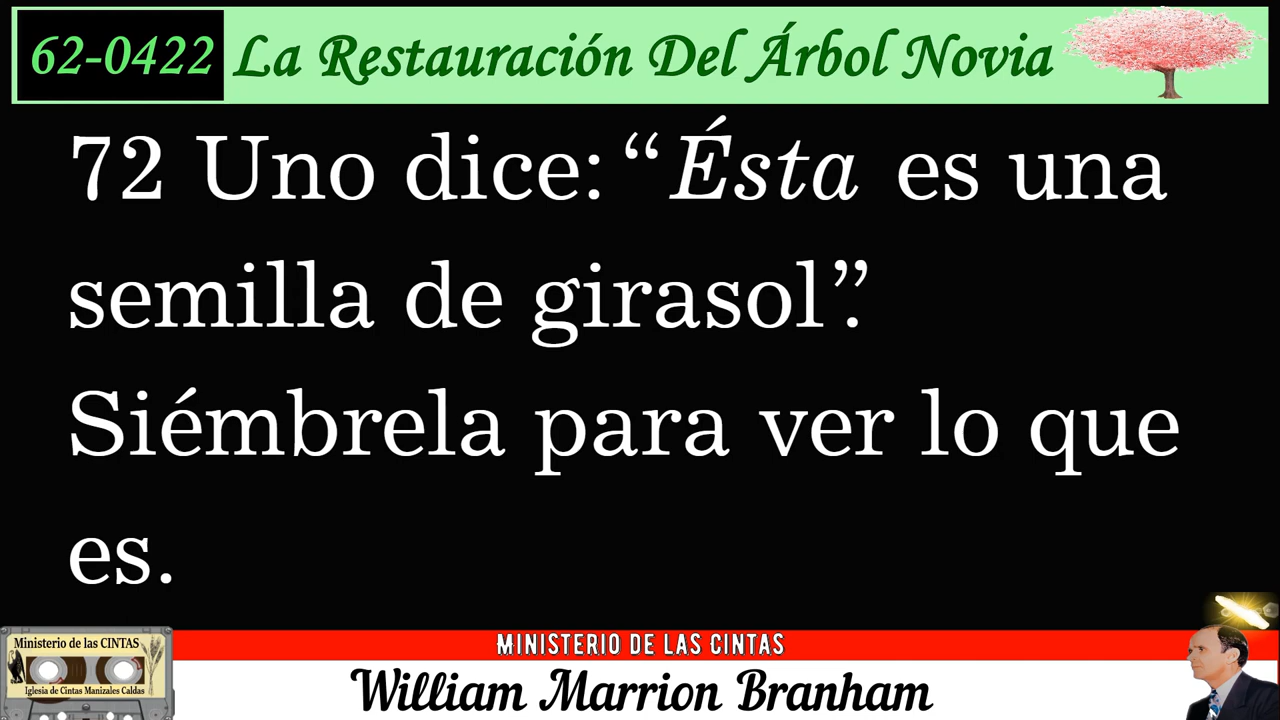 62-0422 La Restauración Del Árbol Novia
72 Uno dice: “Ésta es una
semilla de girasol”.
Siémbrela para ver lo que
es.
Ministerio de las CINTAS
Iglesia de Cintas Manizales Caldas
MINISTERIO DE LAS CINTAS
William Marrion Branham